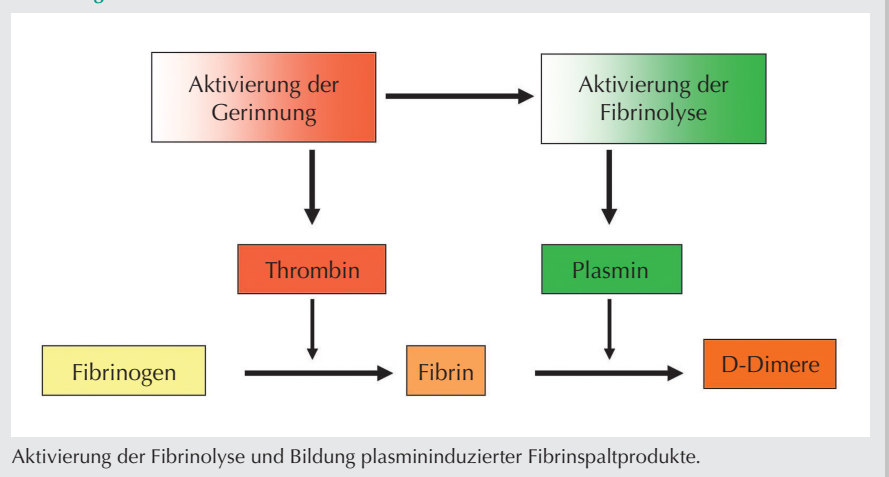 Aktivierung der
Gerinnung
Aktivierung der
Fibrinolyse
Thrombin
Plasmin
Fibrinogen
Fibrin
D-Dimere
Aktivierung der Fibrinolyse und Bildung plasmininduzierter Fibrinspaltprodukte.